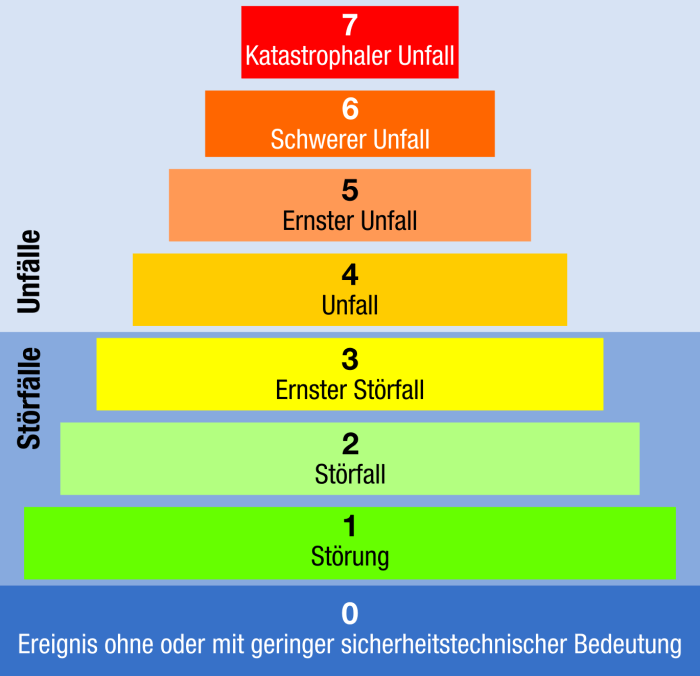 7
Katastrophaler Unfall
6
Schwerer Unfall
5
Ernster Unfall
4
Unfall
Unfälle
3
Ernster Störfall
2
Störfall
Störfälle
1
Störung
0
Ereignis ohne oder mit geringer sicherheitstechnischer Bedeutung